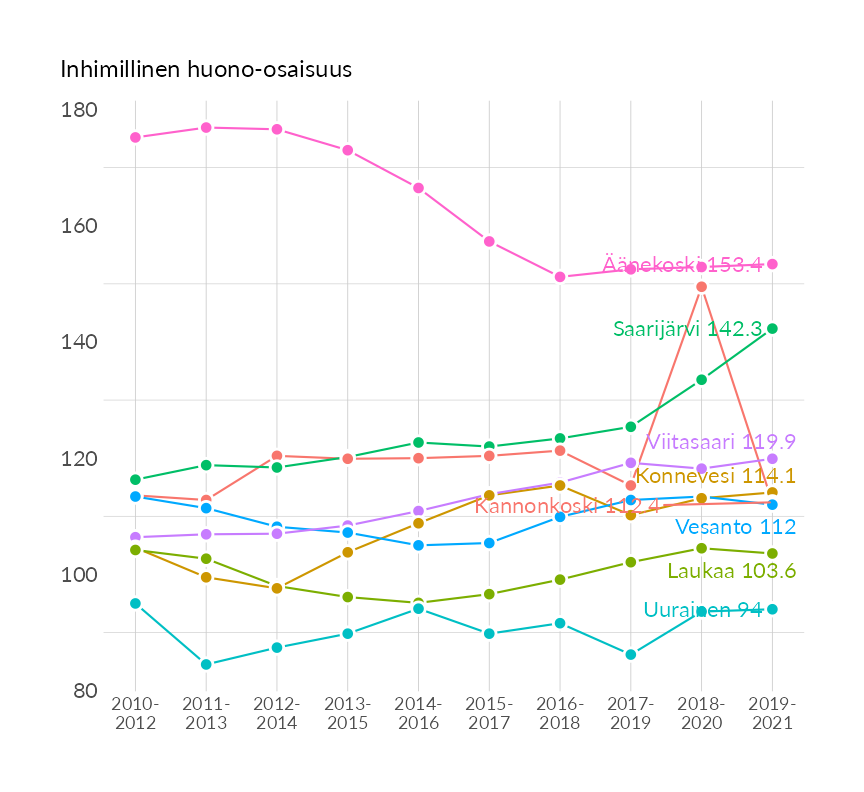 Inhimillinen huono-osaisuus
180
160
140
120
100
80
Äänekoski 153.4
Saarijärvi 142.3
Viitasaari 119.9
Konnevesi 114.1
Kannonkoski 112.4
Vesanto 112
Laukaa 103.6
Uurainen 94
2010- 2011- 2012- 2013- 2014- 2015- 2016- 2017- 2018- 2019-
2012 2013 2014 2015 2016 2017 2018 2019 2020 2021